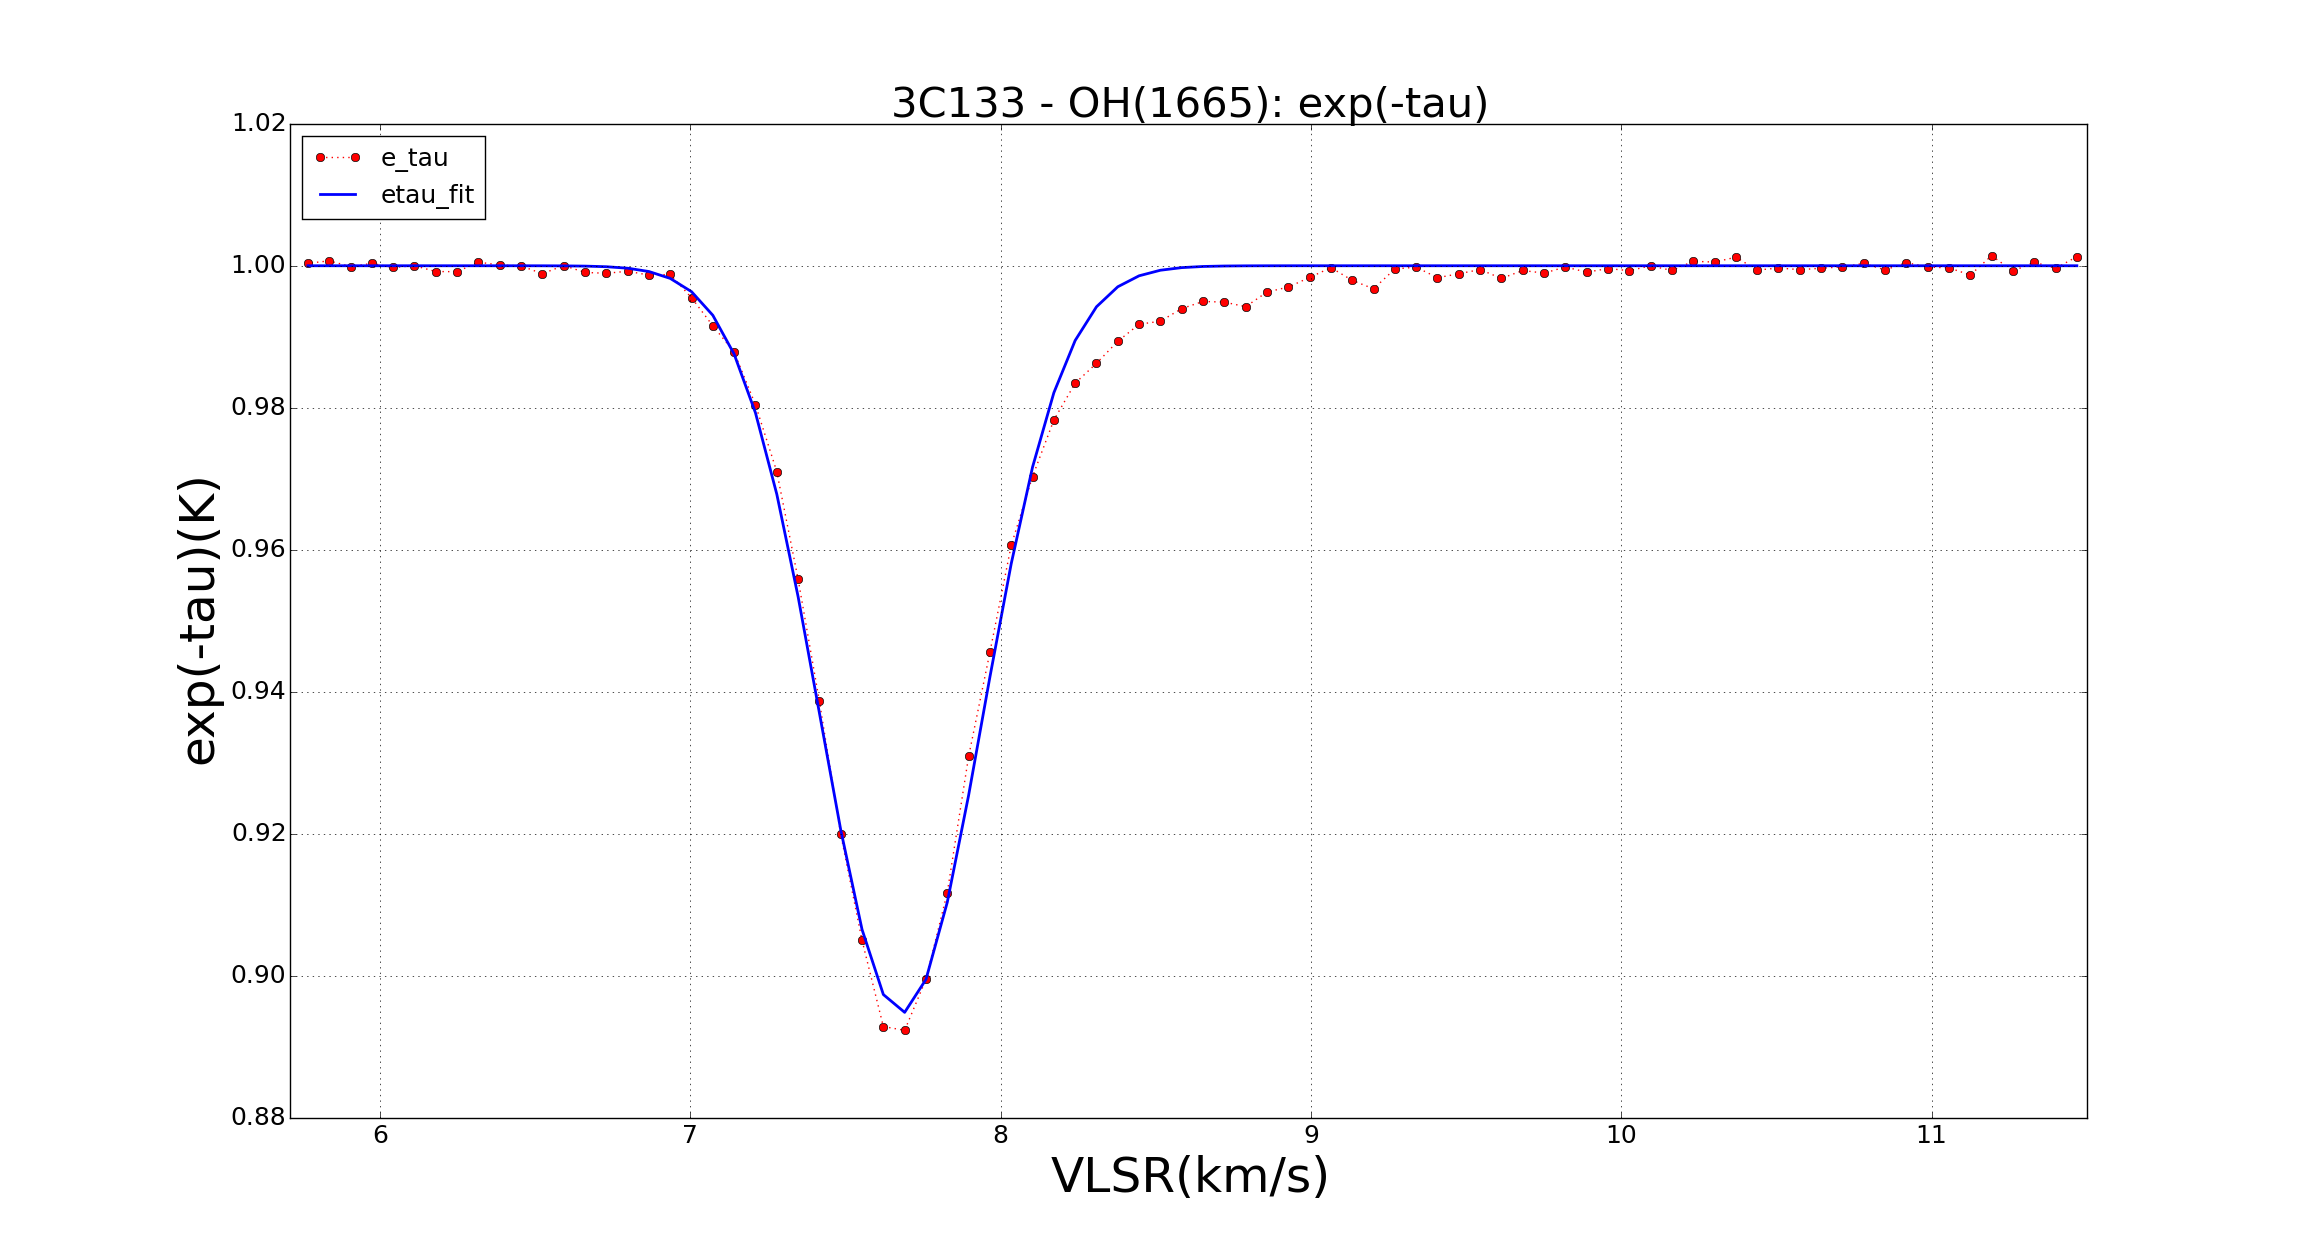 3C133 - OH(1665): exp(-tau)
1.02
e_tau
etau_fit
1.00
0.98
0.96
0.94
0.92
0.90
0.88
exp(-tau)(K)
6 7 8 9 10 11
VLSR(km/s)